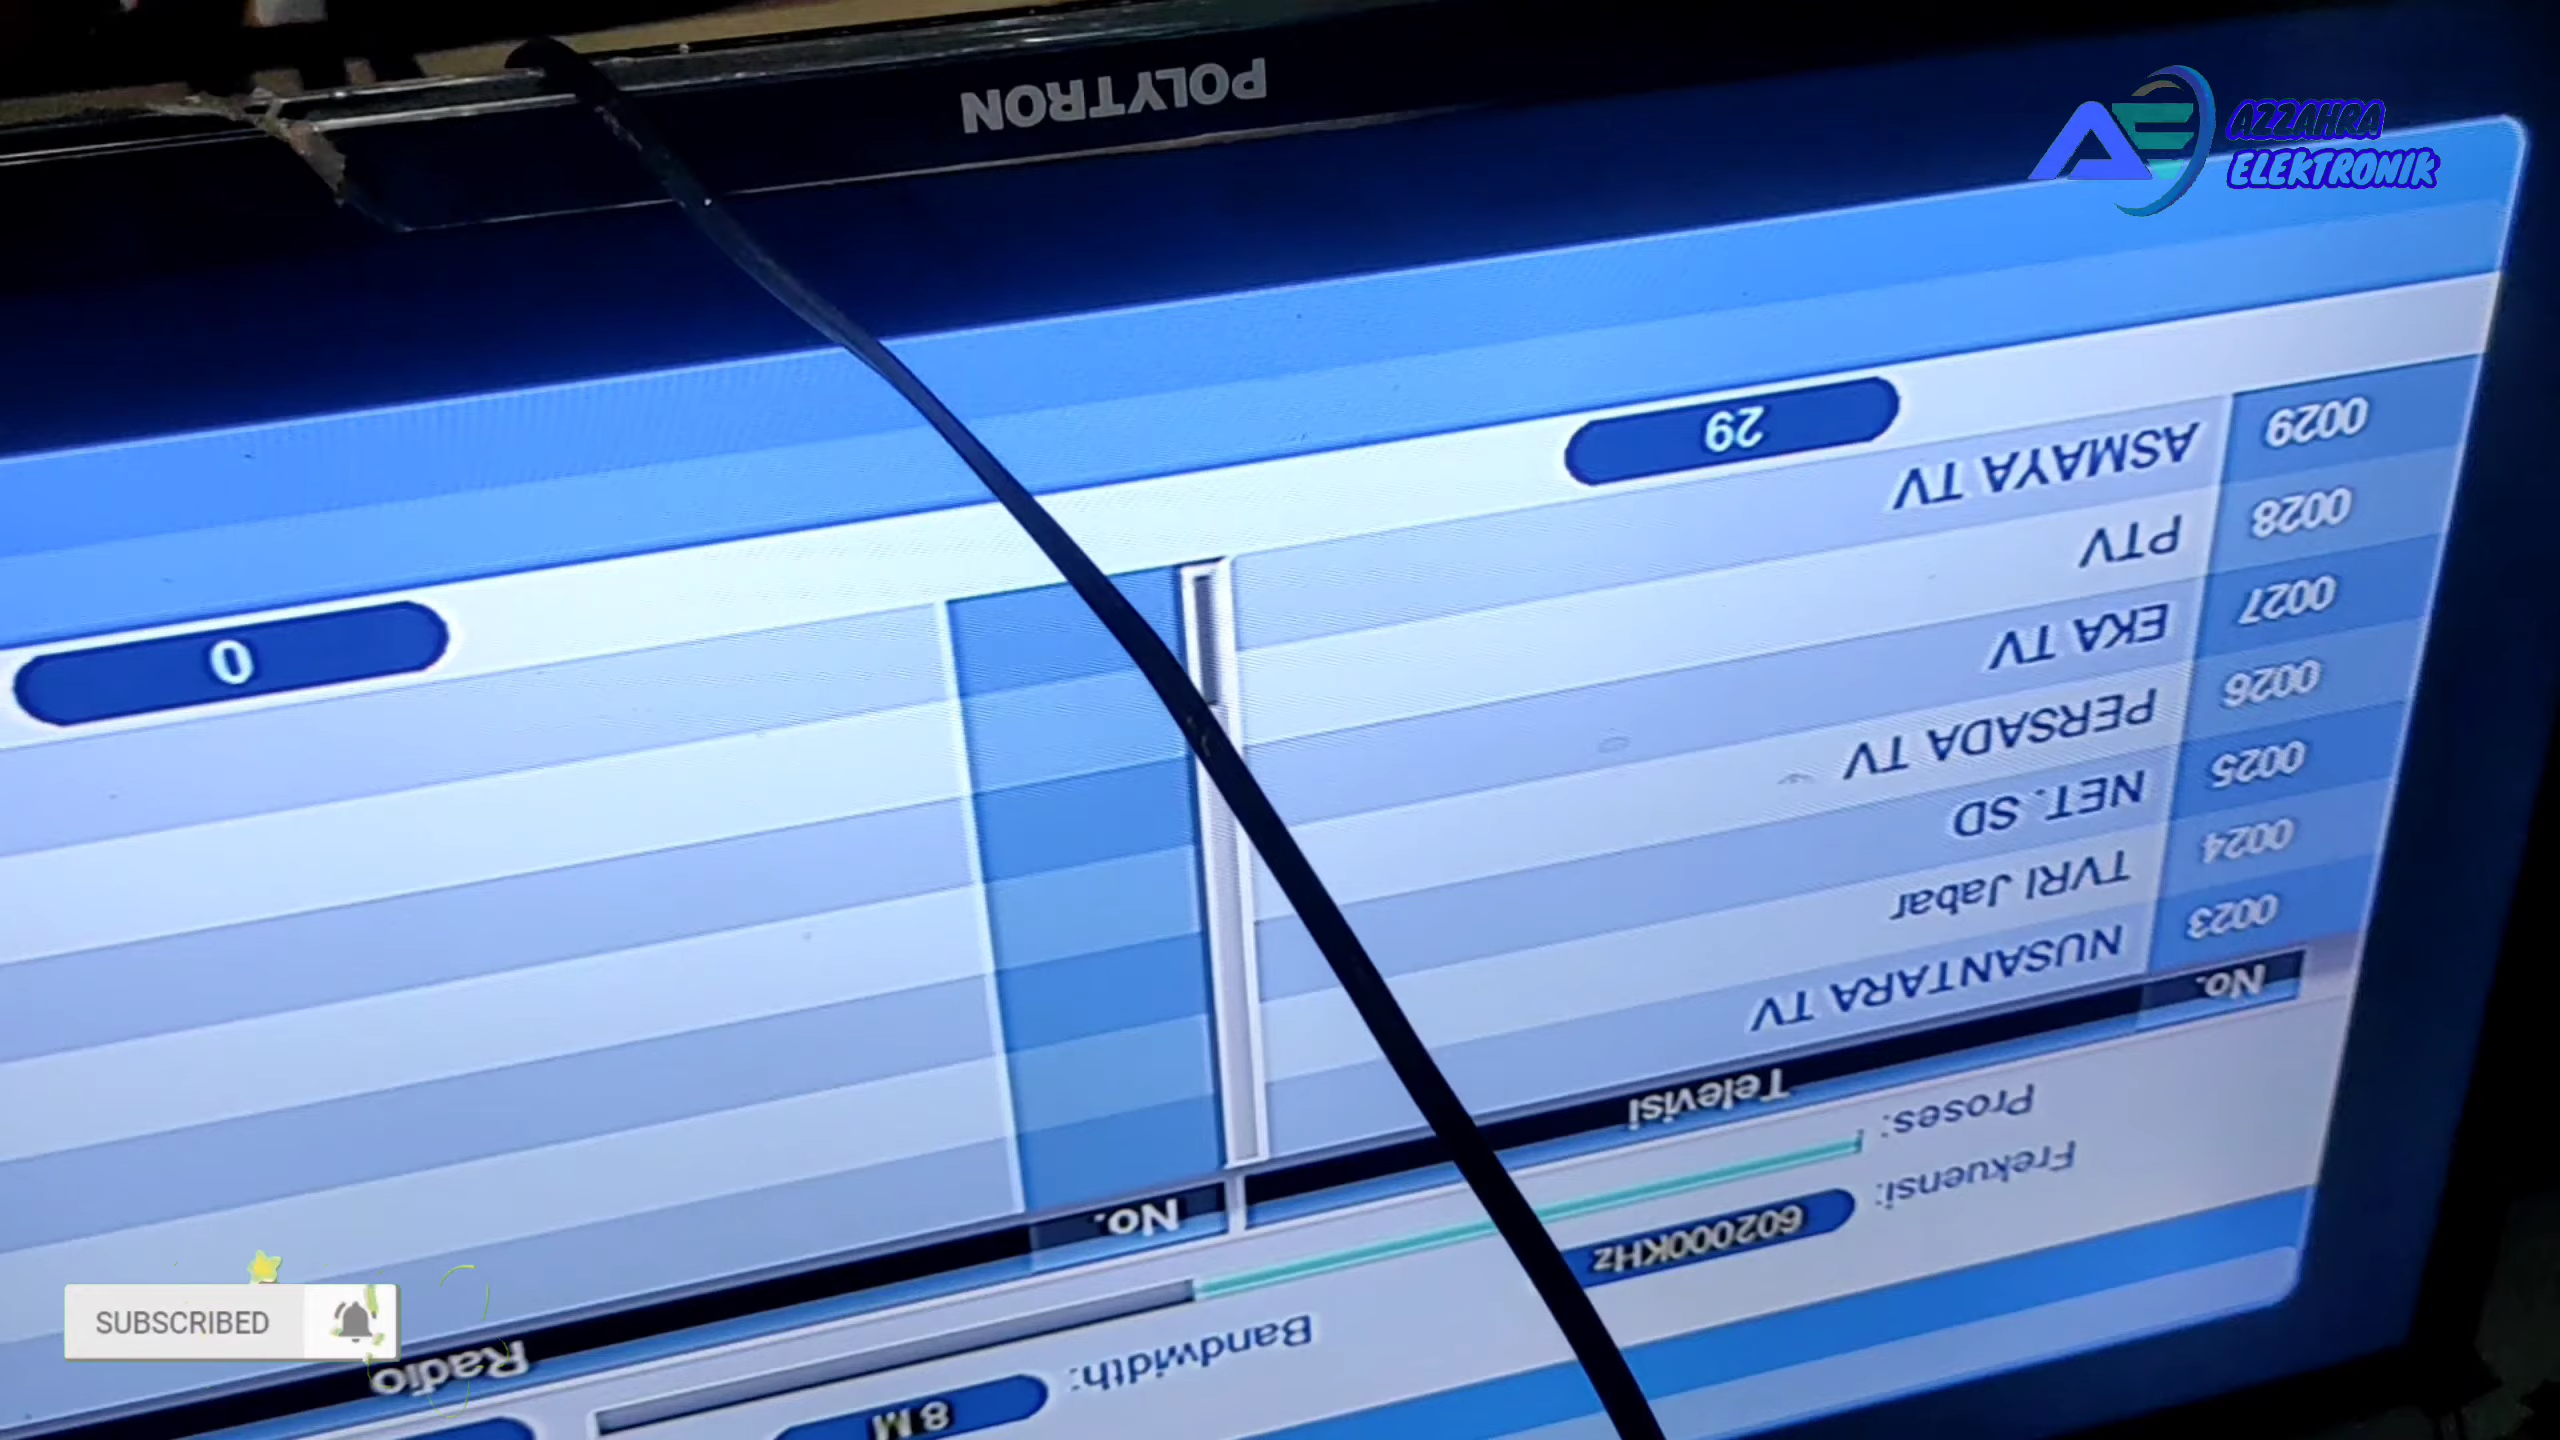 AZZAHRA
ELEKTRONIK
Frekuensi: 602000KHz Bandwidth: 8 M
Proses:
No. Televisi No. Radio
0023 NUSANTARA TV
0024 TVRI Jabar
0025 NET. SD
0026 PERSADA TV
0027 EKA TV
0028 PTV
0029 ASMAYA TV
29 0
POLYTRON
SUBSCRIBED